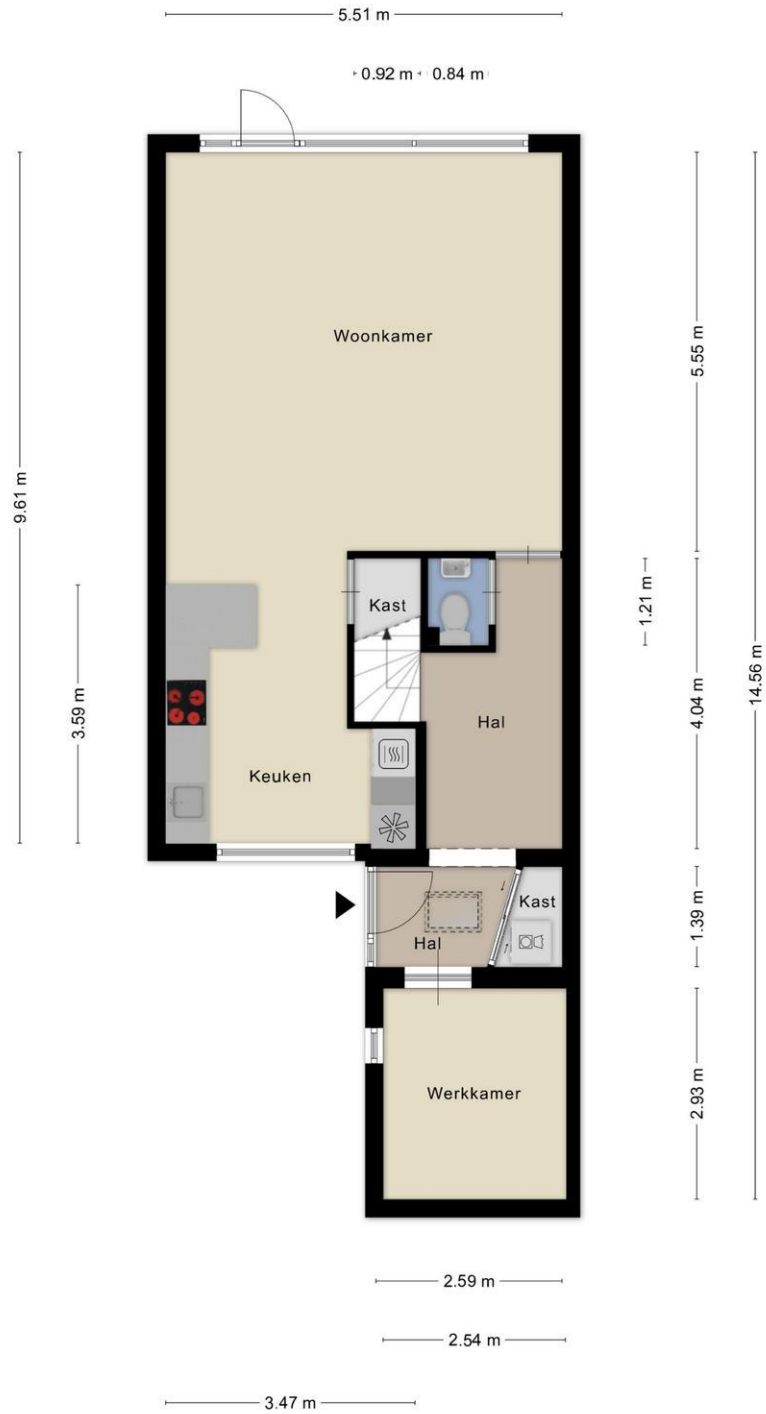 5.51 m
0.92 m 0.84 m
Woonkamer
5.55 m
9.61 m
Kast
1.21 m
14.56 m
3.59 m
4.04 m
Hal
Keuken
Kast
1.39 m
Hal
Werkkamer
2.93 m
2.59 m
2.54 m
3.47 m